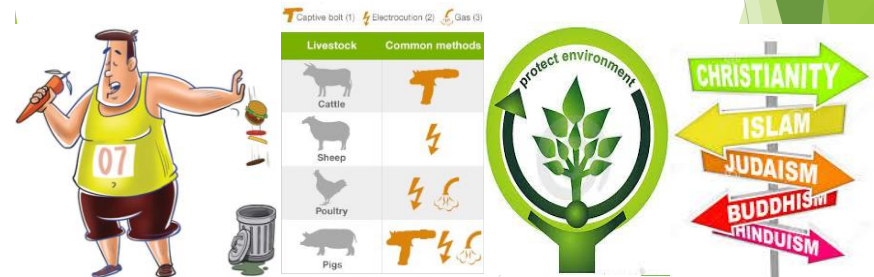 07
Captive bolt (1) Electrocution (2) Gas (3)
Livestock Common methods
Cattle
Sheep
Poultry
Pigs
protect environment
CHRISTIANITY
ISLAM
JUDAISM
BUDDHISM
HINDUISM